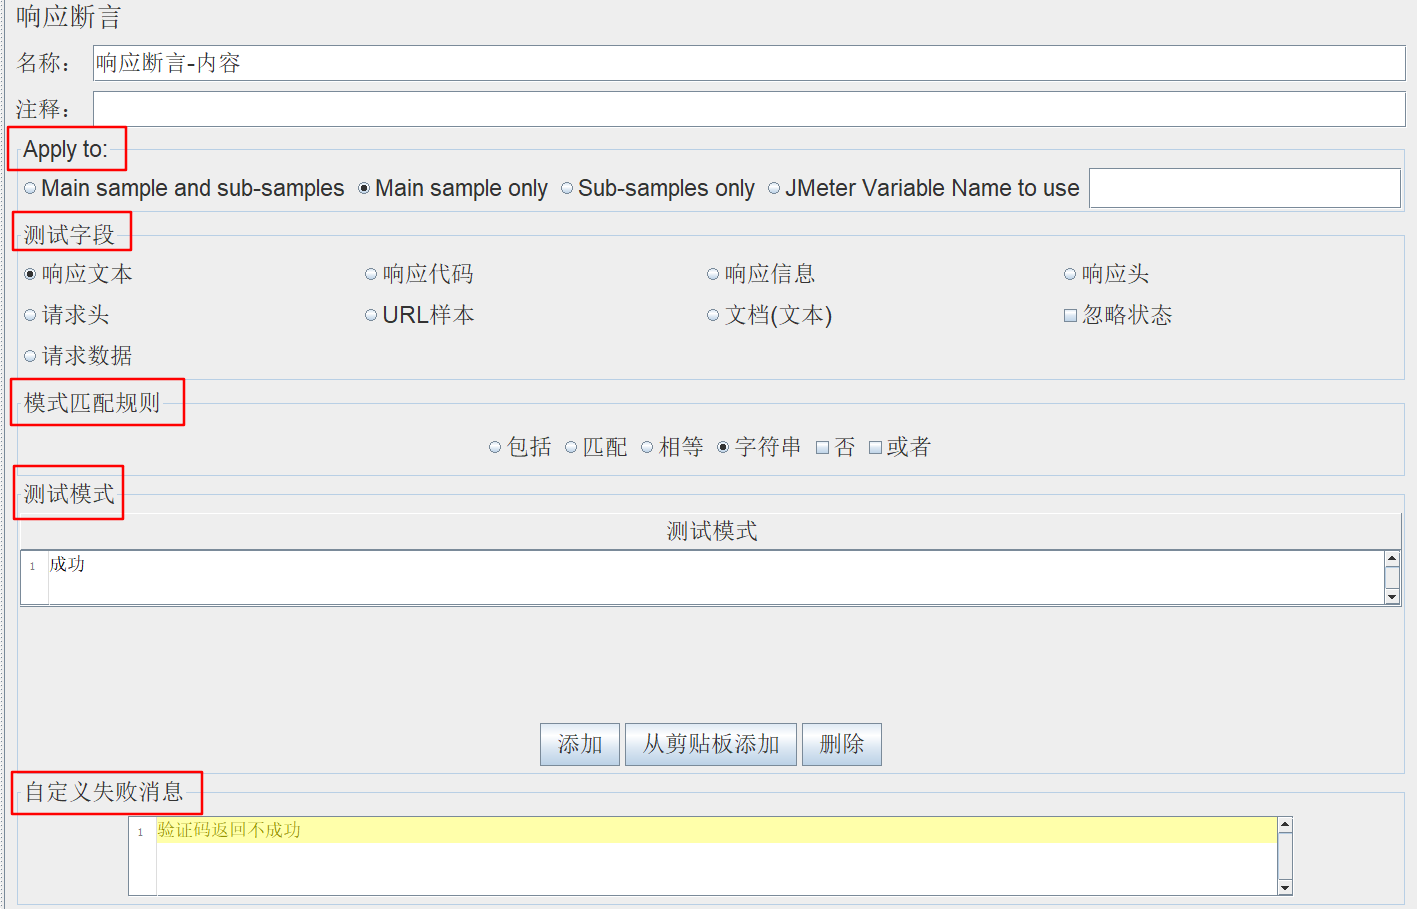 响应断言
名称： 响应断言-内容
注释：
Apply to:
Main sample and sub-samples Main sample only Sub-samples only JMeter Variable Name to use
测试字段
响应文本 响应代码 响应信息 响应头
请求头 URL样本 文档(文本) 忽略状态
请求数据
模式匹配规则
包括 匹配 相等 字符串 否 或者
测试模式
测试模式
1 成功
添加 从剪贴板添加 删除
自定义失败消息
1 验证码返回不成功